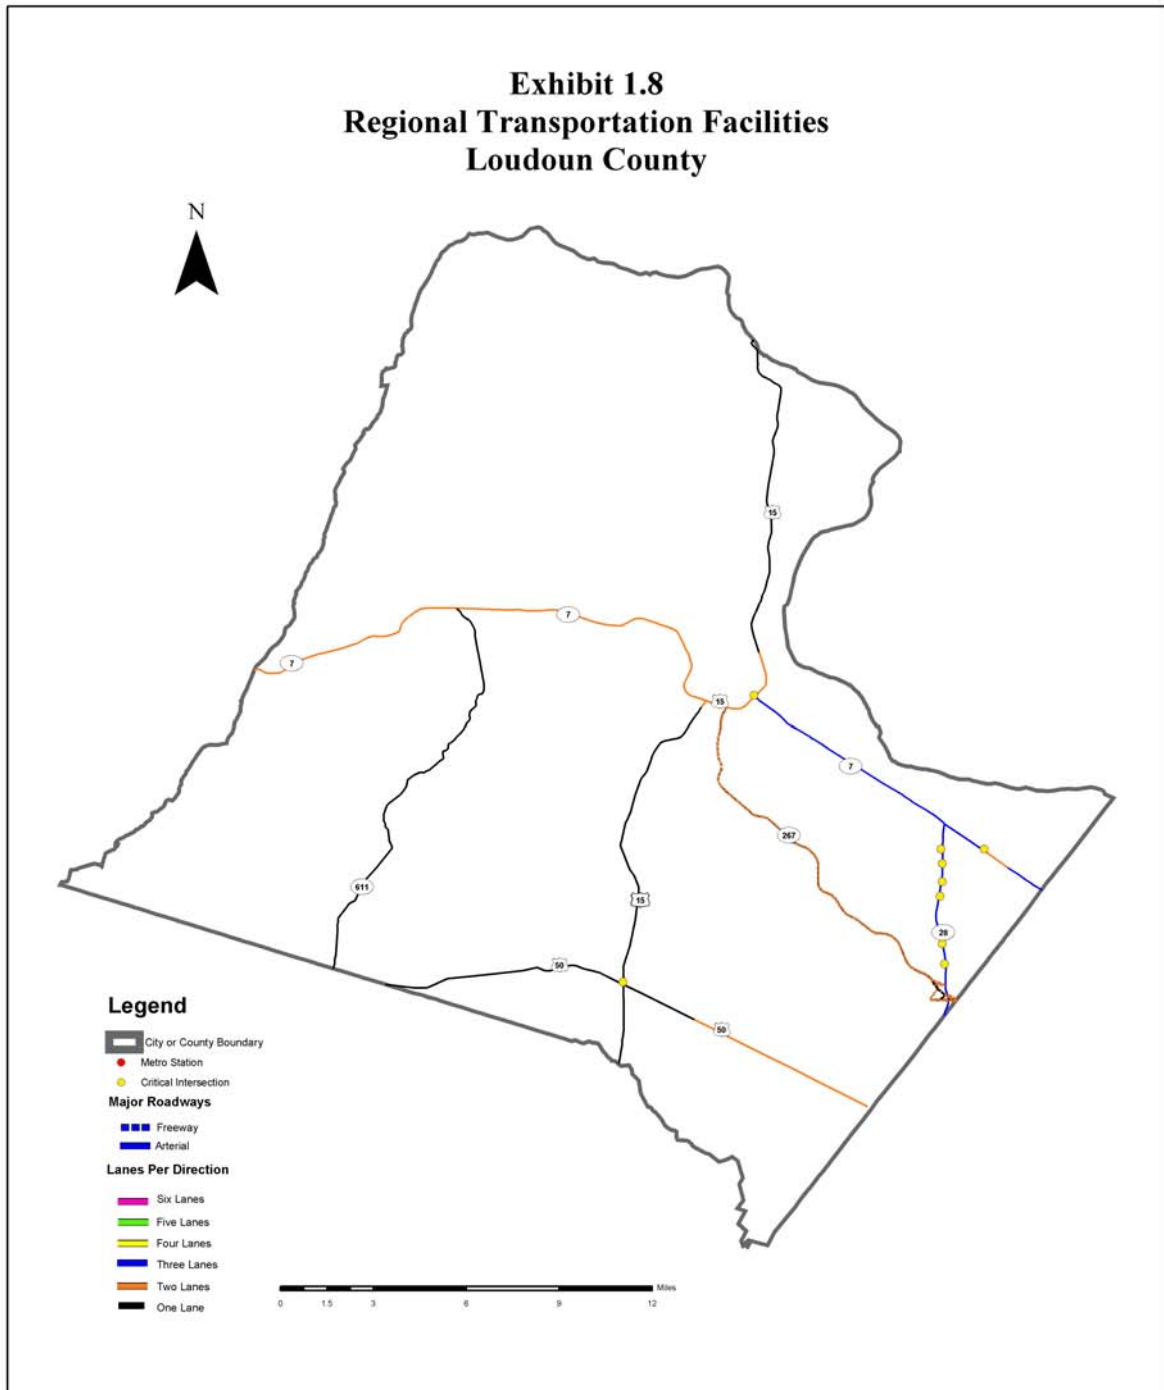 Exhibit 1.8
Regional Transportation Facilities
Loudoun County
N
15
7
7
15
7
267
611
15
28
50
50
Legend
City or County Boundary
Metro Station
Critical Intersection
Major Roadways
Freeway
Arterial
Lanes Per Direction
Six Lanes
Five Lanes
Four Lanes
Three Lanes
Two Lanes
One Lane
Miles
0 1.5 3 6 9 12